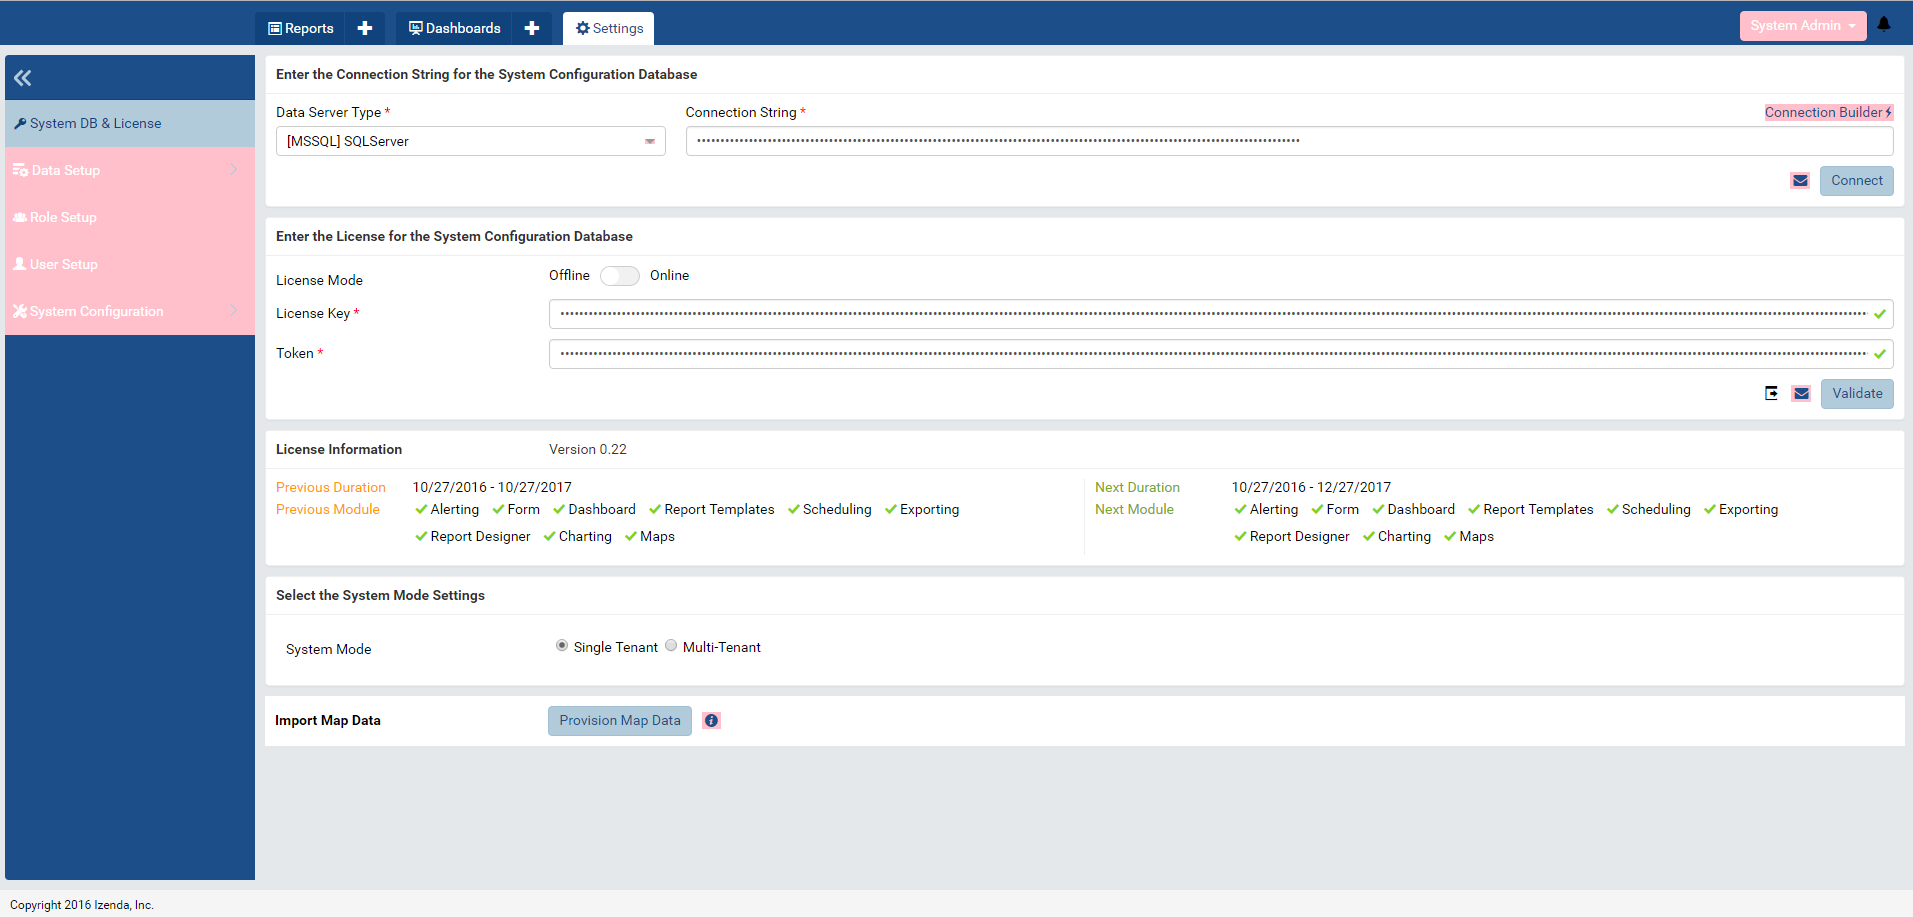 Reports
Dashboards
Settings
System Admin
System DB & License
Data Setup
Role Setup
User Setup
System Configuration
Enter the Connection String for the System Configuration Database
Data Server Type * Connection String * Connection Builder
[MSSQL] SQLServer
Connect
Enter the License for the System Configuration Database
License Mode Offline Online
License Key *
Token *
Validate
License Information Version 0.22
Previous Duration 10/27/2016 - 10/27/2017
Previous Module Alerting Form Dashboard Report Templates Scheduling Exporting
Report Designer Charting Maps
Next Duration 10/27/2016 - 12/27/2017
Next Module Alerting Form Dashboard Report Templates Scheduling Exporting
Report Designer Charting Maps
Select the System Mode Settings
System Mode Single Tenant Multi-Tenant
Import Map Data Provision Map Data
Copyright 2016 Izenda, Inc.